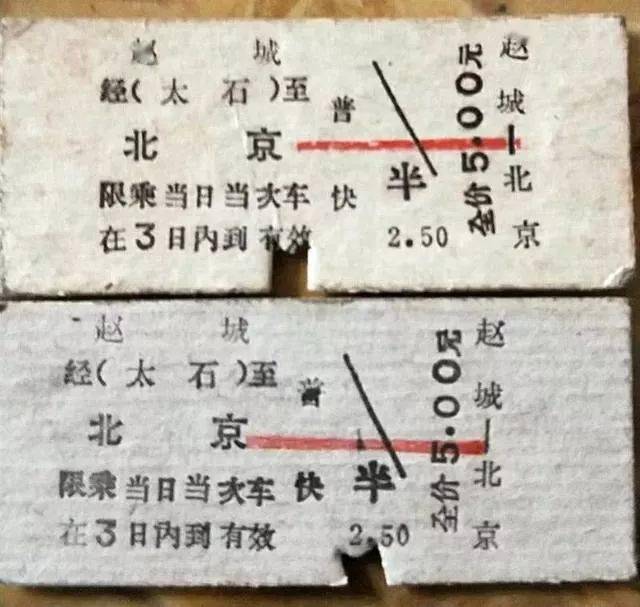 赵城
经(太石)至
北京
限乘当日当次车
在3日内到有效
普快
半
2.50
全价5.00元
赵城—北京
赵城
经(太石)至
北京
限乘当日当次车
在3日内到有效
普快
半
2.50
全价5.00元
赵城—北京